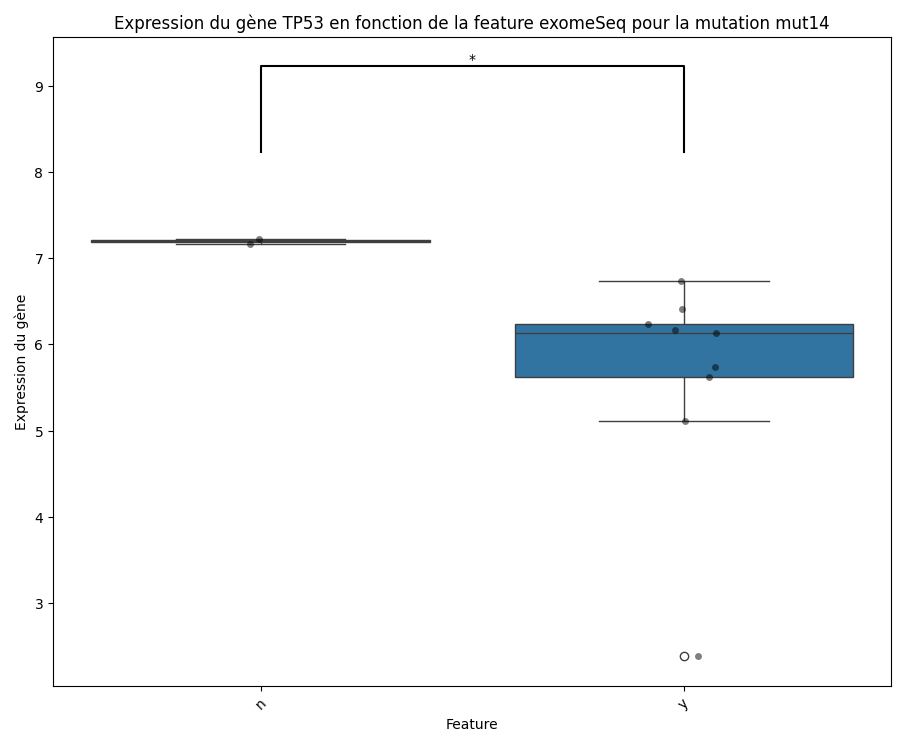 Expression du gène TP53 en fonction de la feature exomeSeq pour la mutation mut14
*
9
8
7
6
5
4
3
Expression du gène
n
y
Feature